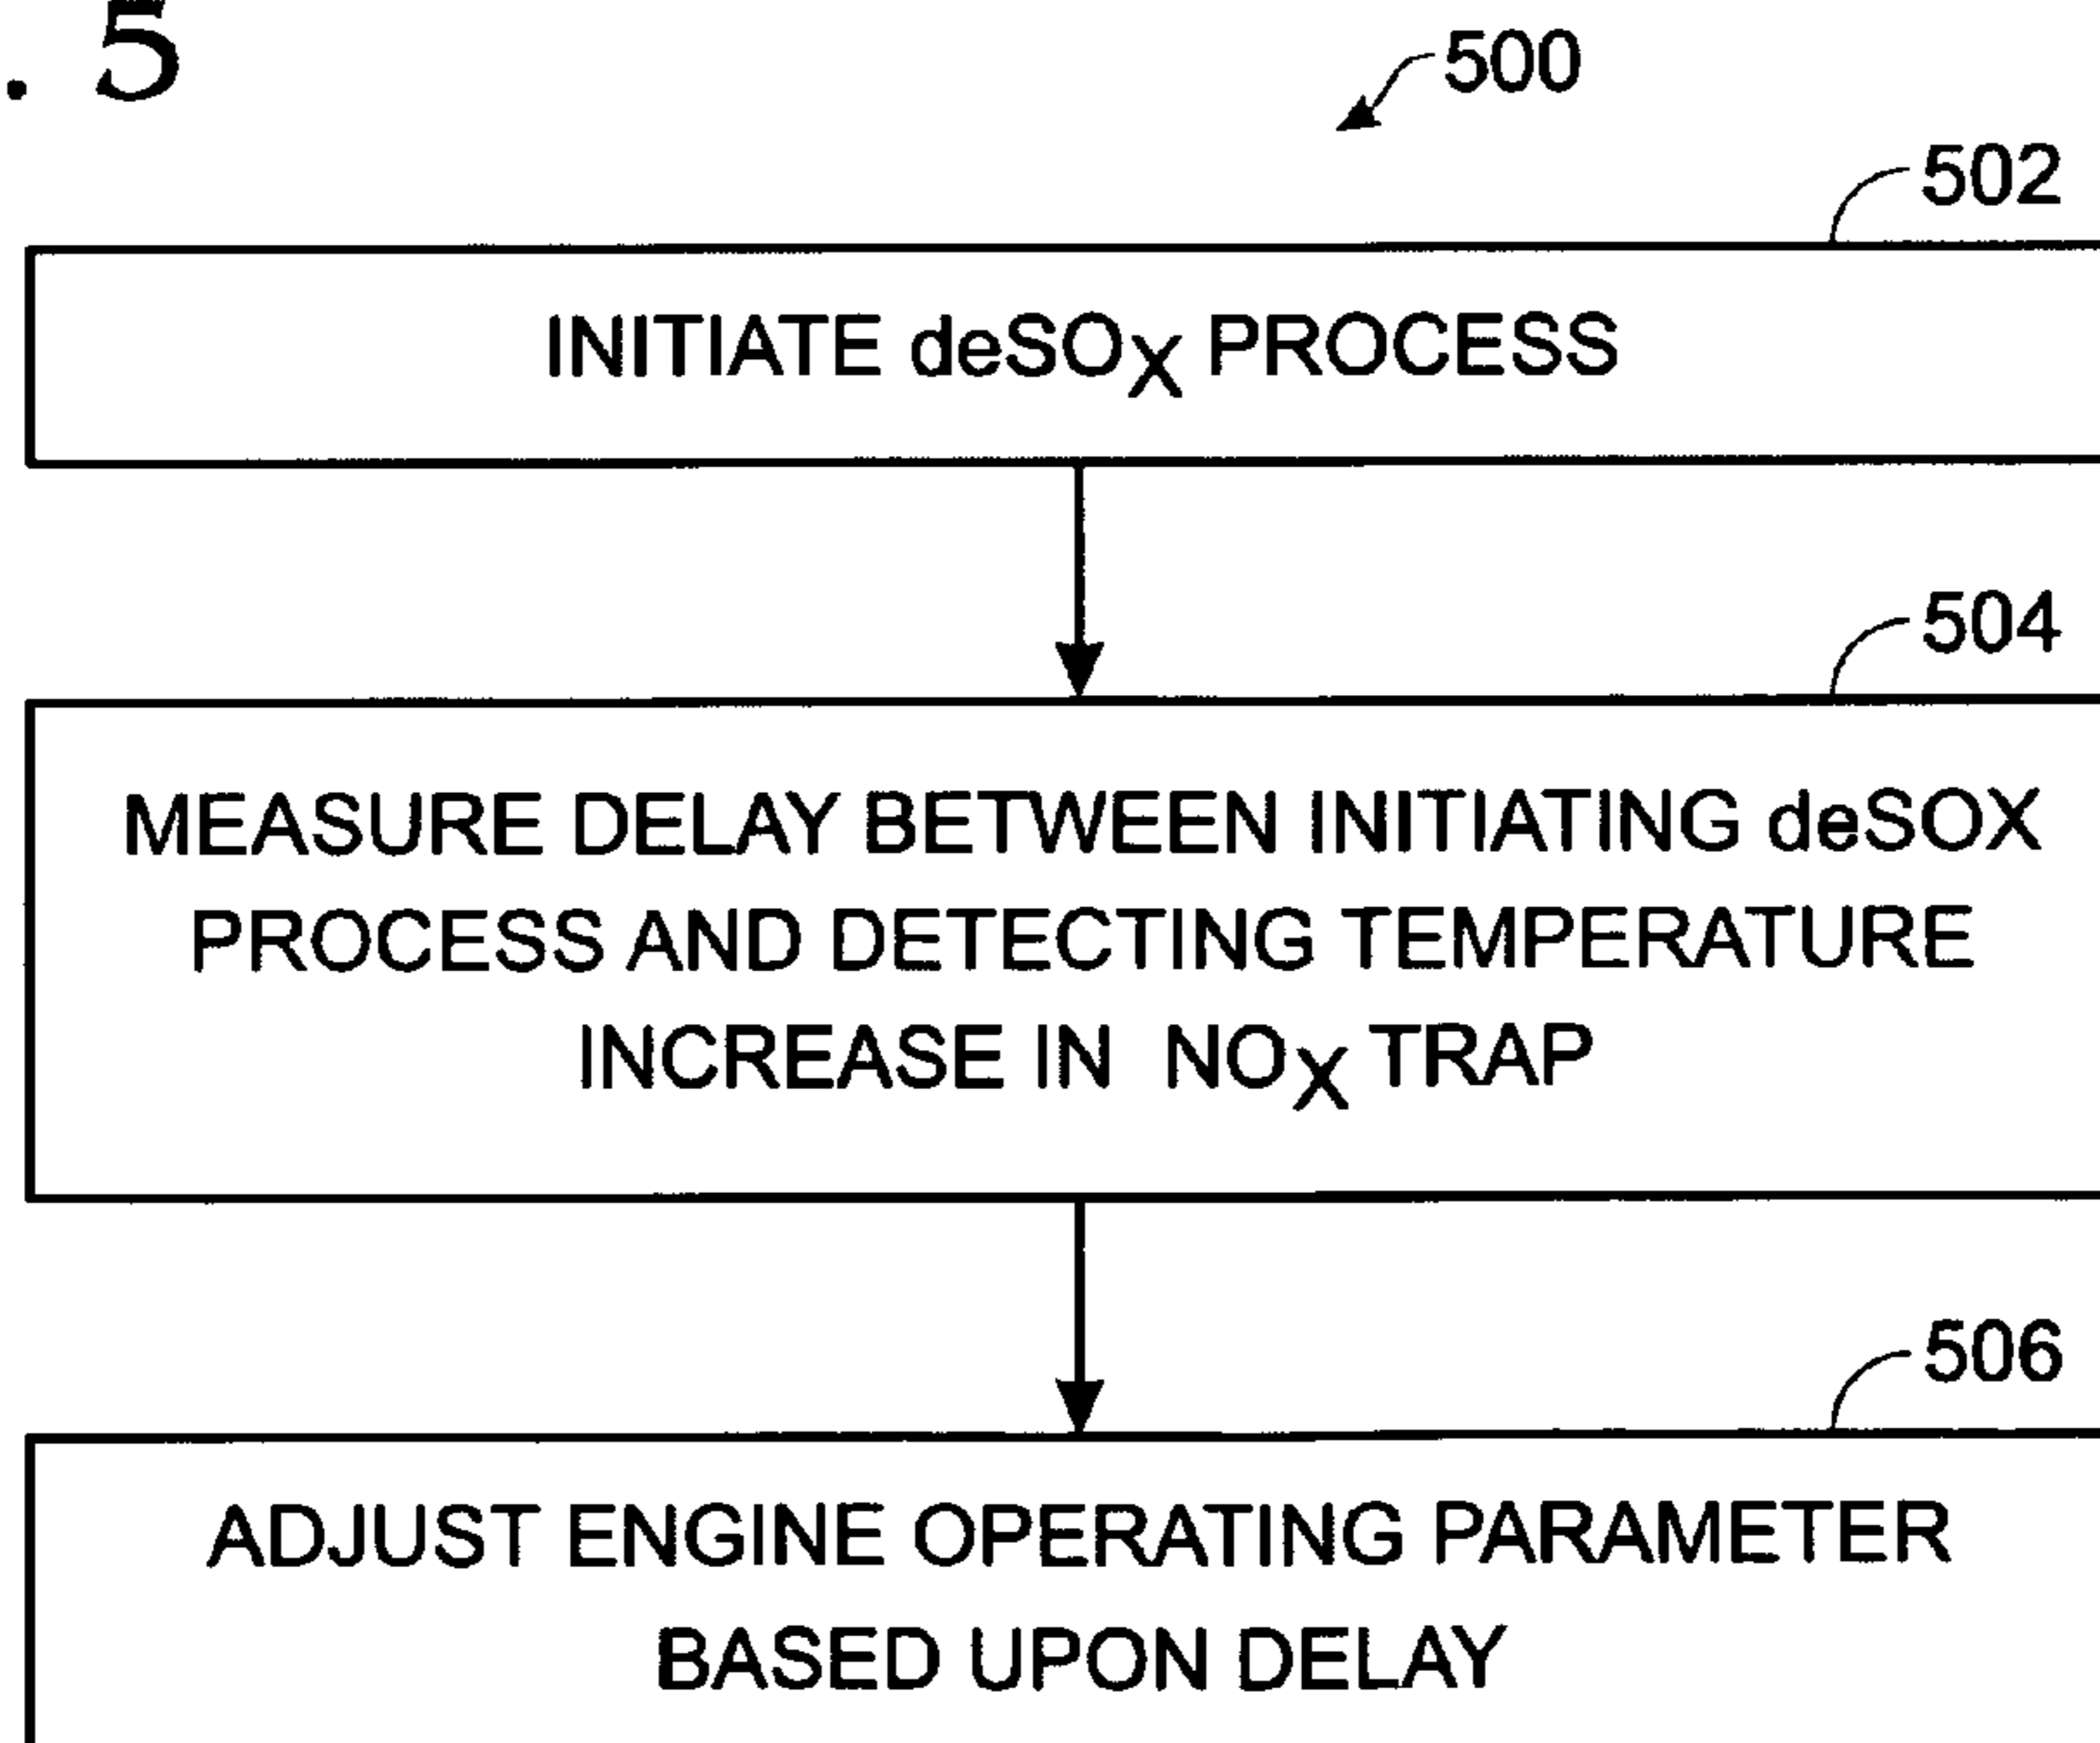 . 5
500
502
INITIATE deSOX PROCESS
504
MEASURE DELAY BETWEEN INITIATING deSOX
PROCESS AND DETECTING TEMPERATURE
INCREASE IN NOX TRAP
506
ADJUST ENGINE OPERATING PARAMETER
BASED UPON DELAY